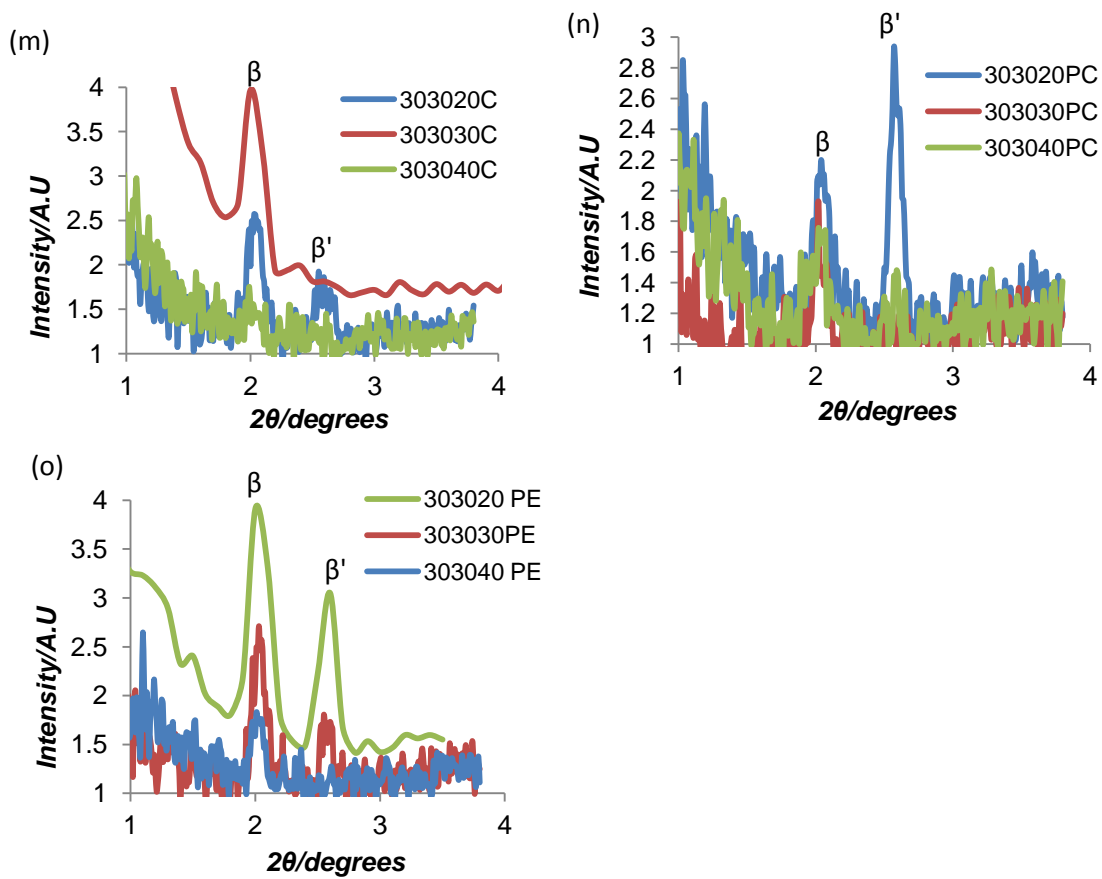 (m)
β
β'
303020C
303030C
303040C
4
3.5
3
2.5
2
1.5
1
1
2
3
4
Intensity/A.U
2θ/degrees
(n)
β'
β
303020PC
303030PC
303040PC
3
2.8
2.6
2.4
2.2
2
1.8
1.6
1.4
1.2
1
1
2
3
4
Intensity/A.U
2θ/degrees
(o)
β
β'
303020 PE
303030PE
303040 PE
4
3.5
3
2.5
2
1.5
1
1
2
3
4
Intensity/A.U
2θ/degrees